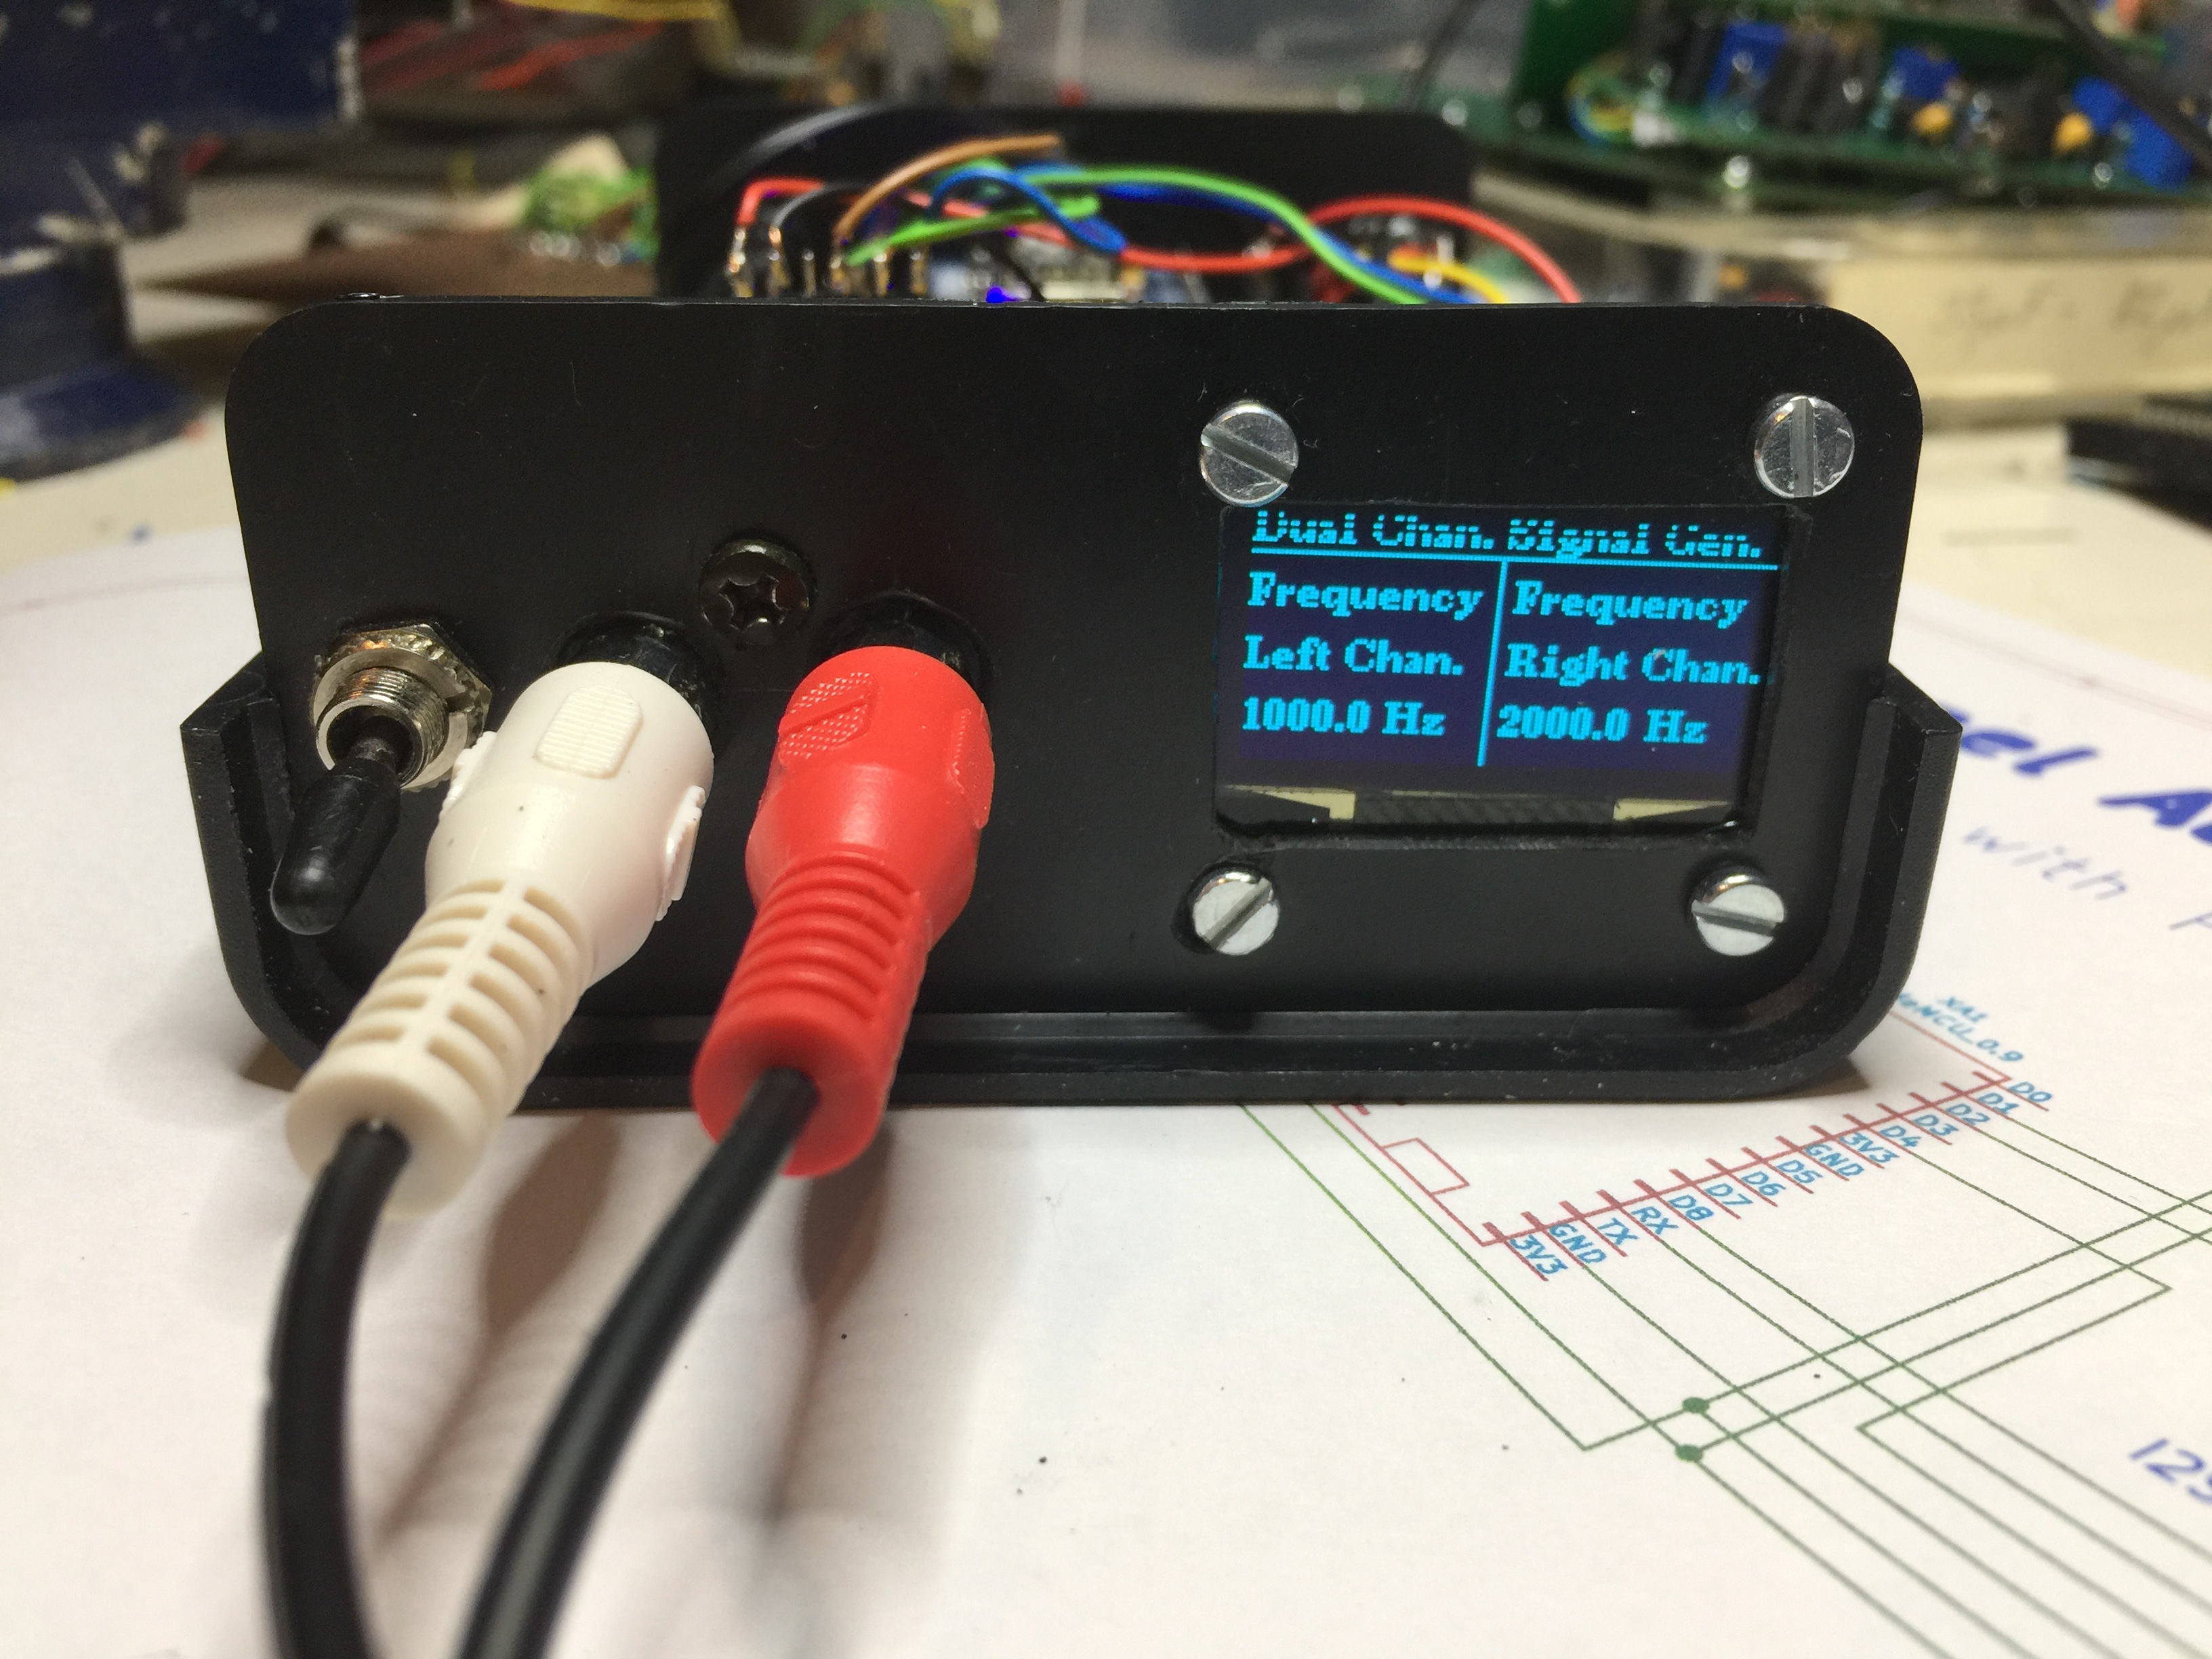 Dual Chan. Signal Gen.
Frequency
Left Chan.
1000.0 Hz
Frequency
Right Chan.
2000.0 Hz
with
XA1
D0
D1
D2
D3
D4
3V3
GND
D5
D6
D7
D8
RX
TX
GND
3V3